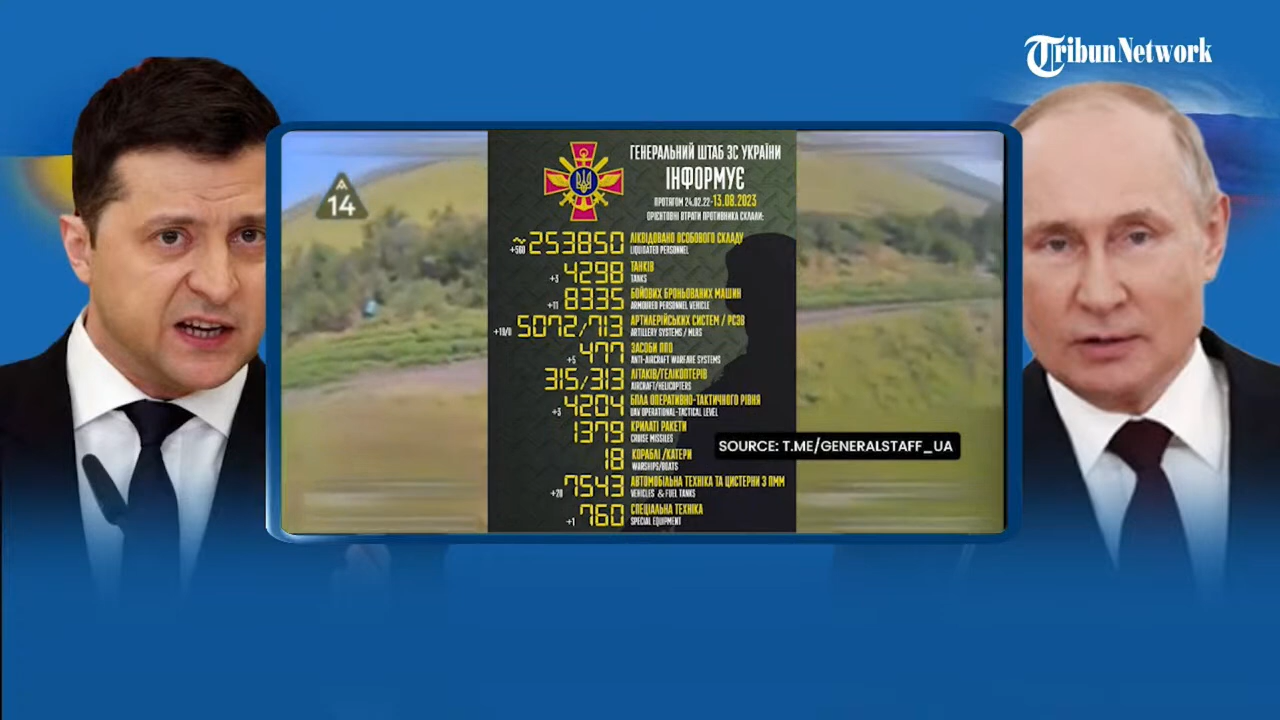 TribunNetwork
14
ГЕНЕРАЛЬНИЙ ШТАБ ЗС УКРАЇНИ
ІНФОРМУЄ
ПРОТЯГОМ 24.02.22-13.08.2023
ОРІЄНТОВНІ ВТРАТИ ПРОТИВНИКА СКЛАЛИ:
+560 ~253850 ЛІКВІДОВАНО ОСОБОВОГО СКЛАДУ
LIQUIDATED PERSONNEL
+3 4298 ТАНКІВ
TANKS
+11 8335 БОЙОВИХ БРОНЬОВАНИХ МАШИН
ARMOURED PERSONNEL VEHICLE
+19/0 5072/713 АРТИЛЕРІЙСЬКИХ СИСТЕМ / РСЗВ
ARTILLERY SYSTEMS / MLRS
+5 477 ЗАСОБИ ППО
ANTI-AIRCRAFT WARFARE SYSTEMS
315/313 ЛІТАКІВ/ГЕЛІКОПТЕРІВ
AIRCRAFT/HELICOPTERS
+3 4204 БПЛА ОПЕРАТИВНО-ТАКТИЧНОГО РІВНЯ
UAV OPERATIONAL-TACTICAL LEVEL
1379 КРИЛАТІ РАКЕТИ
CRUISE MISSILES
SOURCE: T.ME/GENERALSTAFF_UA
18 КОРАБЛІ /КАТЕРИ
WARSHIPS/BOATS
+20 7543 АВТОМОБІЛЬНА ТЕХНІКА ТА ЦИСТЕРНИ З ПММ
VEHICLES & FUEL TANKS
+1 760 СПЕЦІАЛЬНА ТЕХНІКА
SPECIAL EQUIPMENT